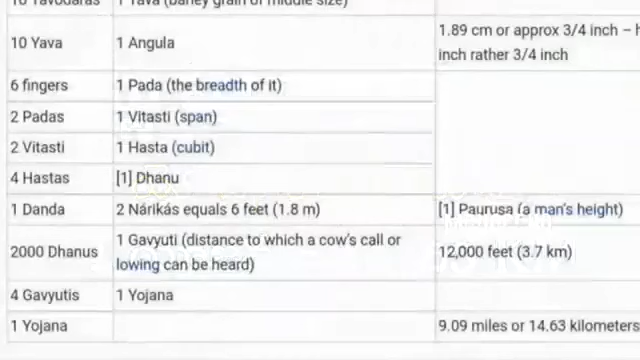 10 Yavodaras 1 Yava (barley grain of middle size)
10 Yava 1 Angula 1.89 cm or approx 3/4 inch –
inch rather 3/4 inch
6 fingers 1 Pada (the breadth of it)
2 Padas 1 Vitasti (span)
2 Vitasti 1 Hasta (cubit)
4 Hastas [1] Dhanu
1 Danda 2 Nárikás equals 6 feet (1.8 m) [1] Paurusa (a man's height)
2000 Dhanus 1 Gavyuti (distance to which a cow's call or
lowing can be heard) 12,000 feet (3.7 km)
4 Gavyutis 1 Yojana
1 Yojana 9.09 miles or 14.63 kilometers